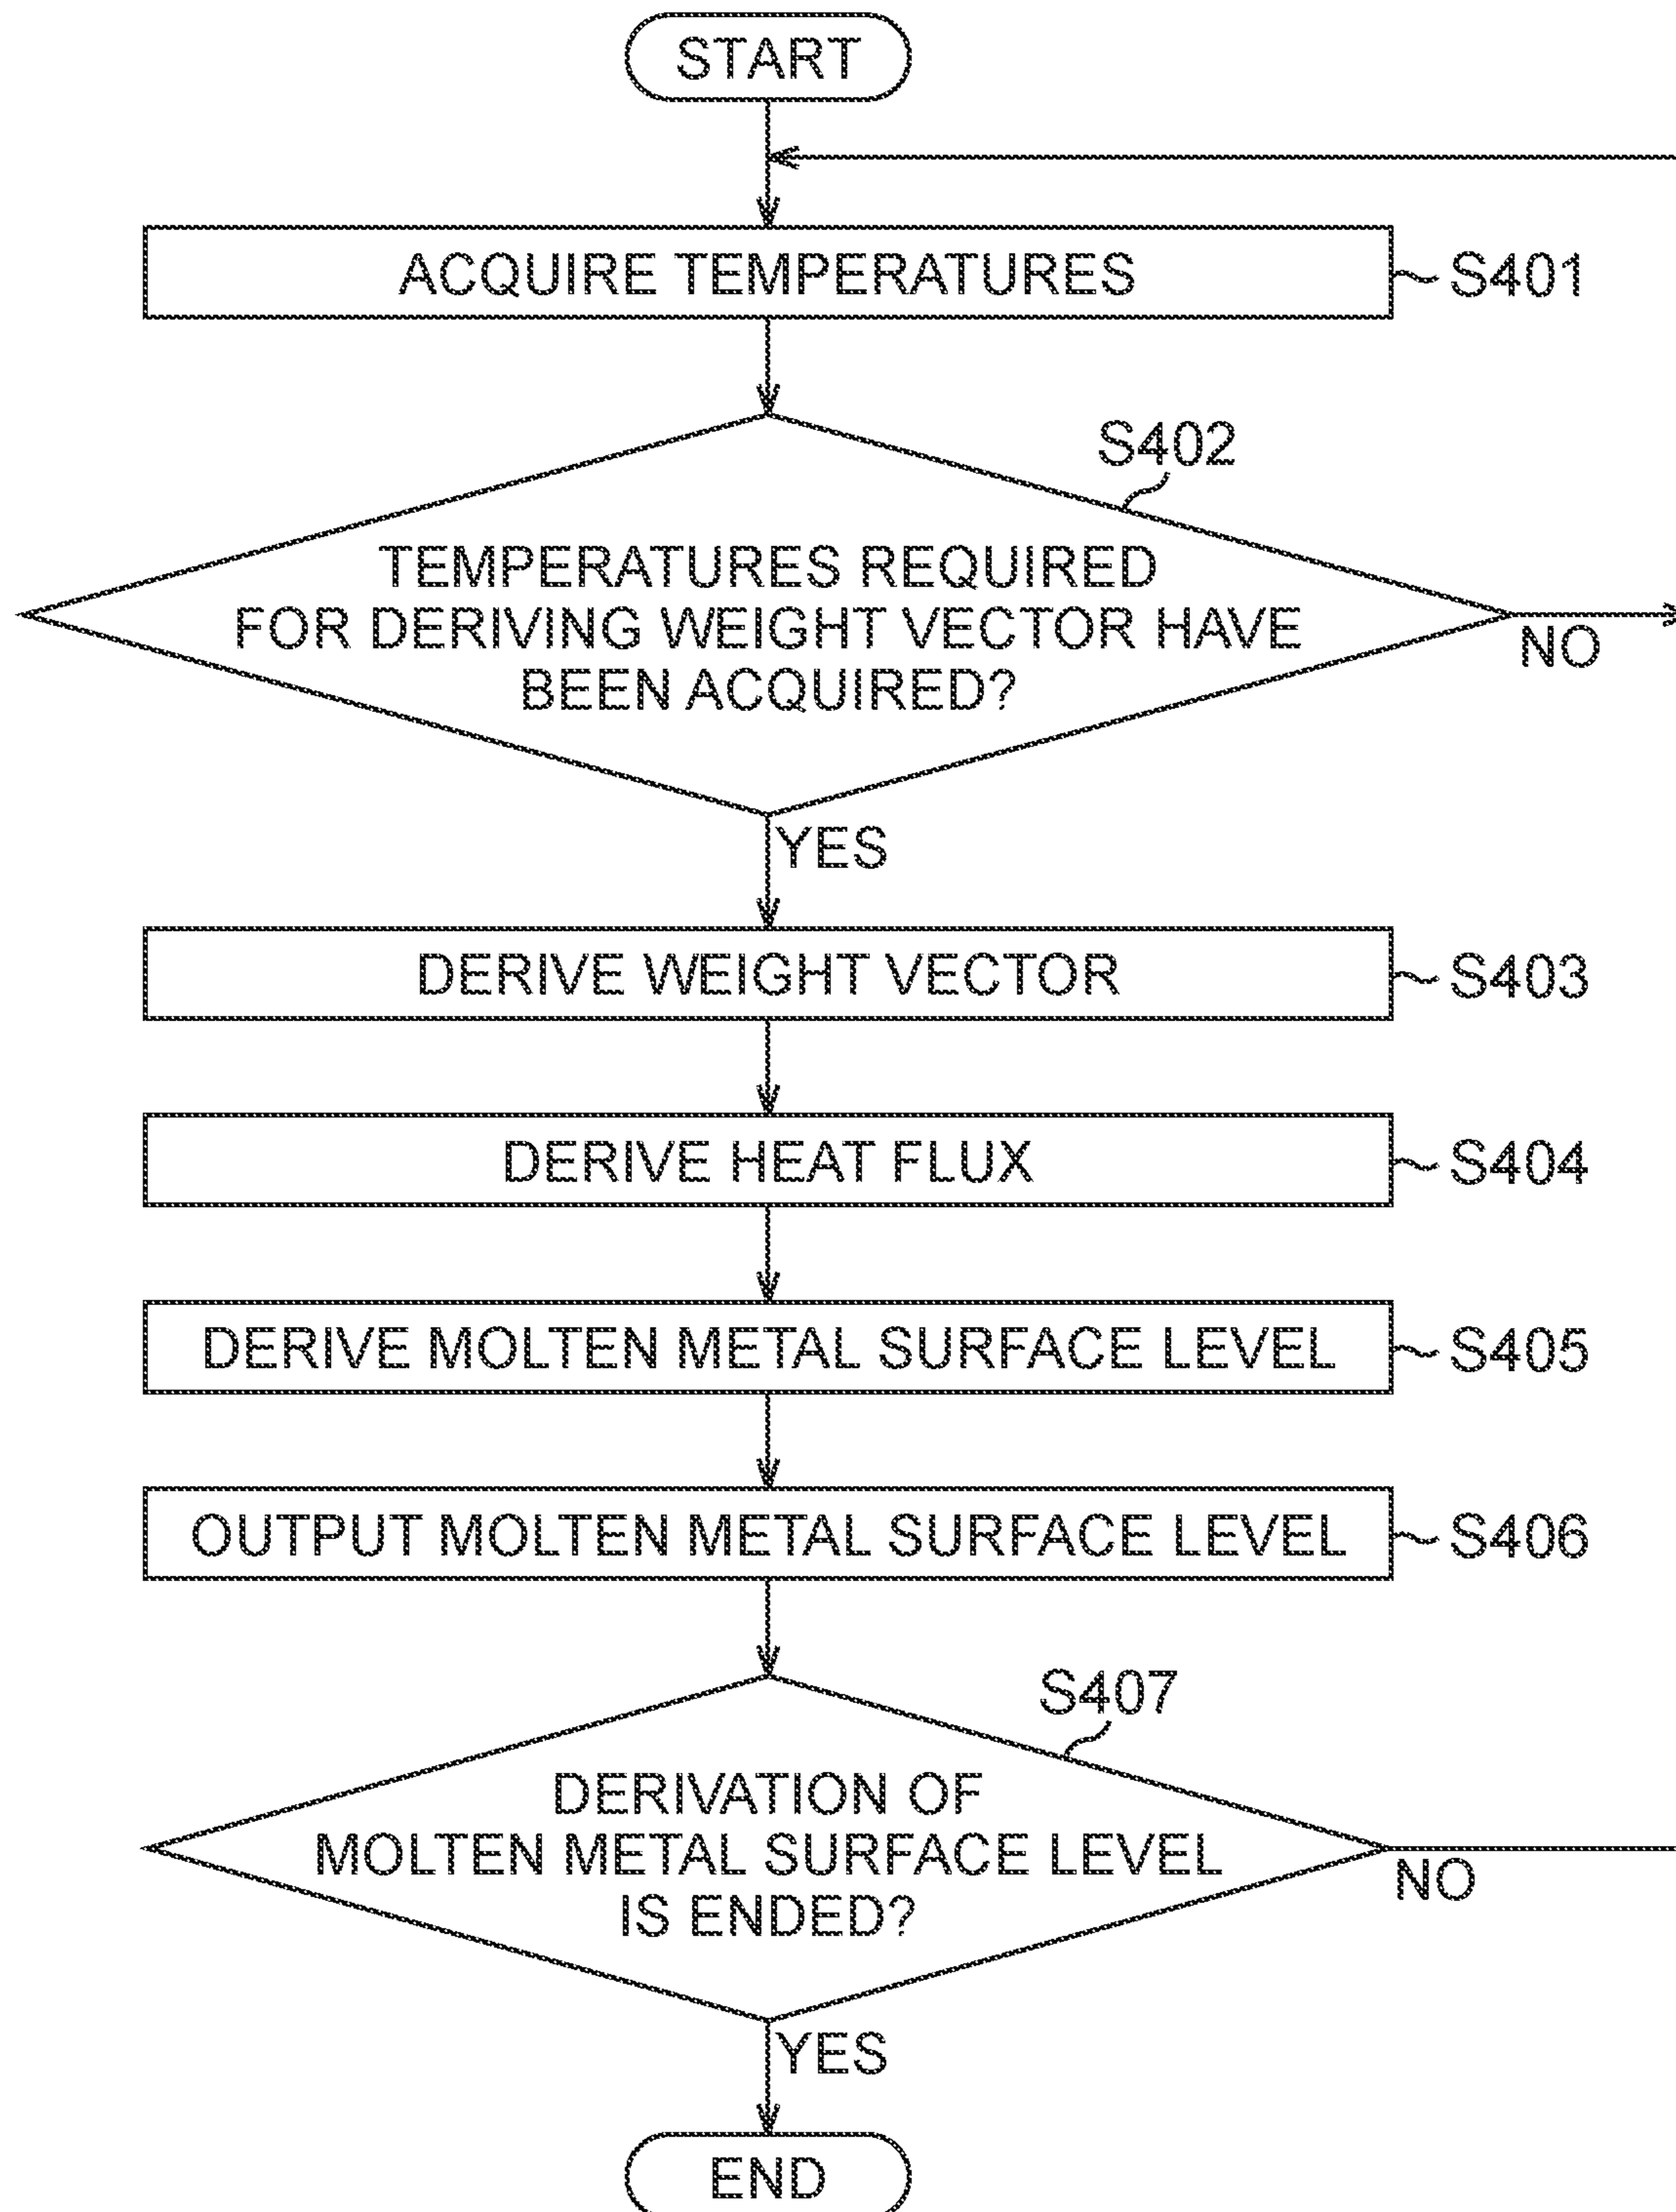 START
ACQUIRE TEMPERATURES
S401
S402
TEMPERATURES REQUIRED
FOR DERIVING WEIGHT VECTOR HAVE
BEEN ACQUIRED?
NO
YES
DERIVE WEIGHT VECTOR
S403
DERIVE HEAT FLUX
S404
DERIVE MOLTEN METAL SURFACE LEVEL
S405
OUTPUT MOLTEN METAL SURFACE LEVEL
S406
S407
DERIVATION OF
MOLTEN METAL SURFACE LEVEL
IS ENDED?
NO
YES
END